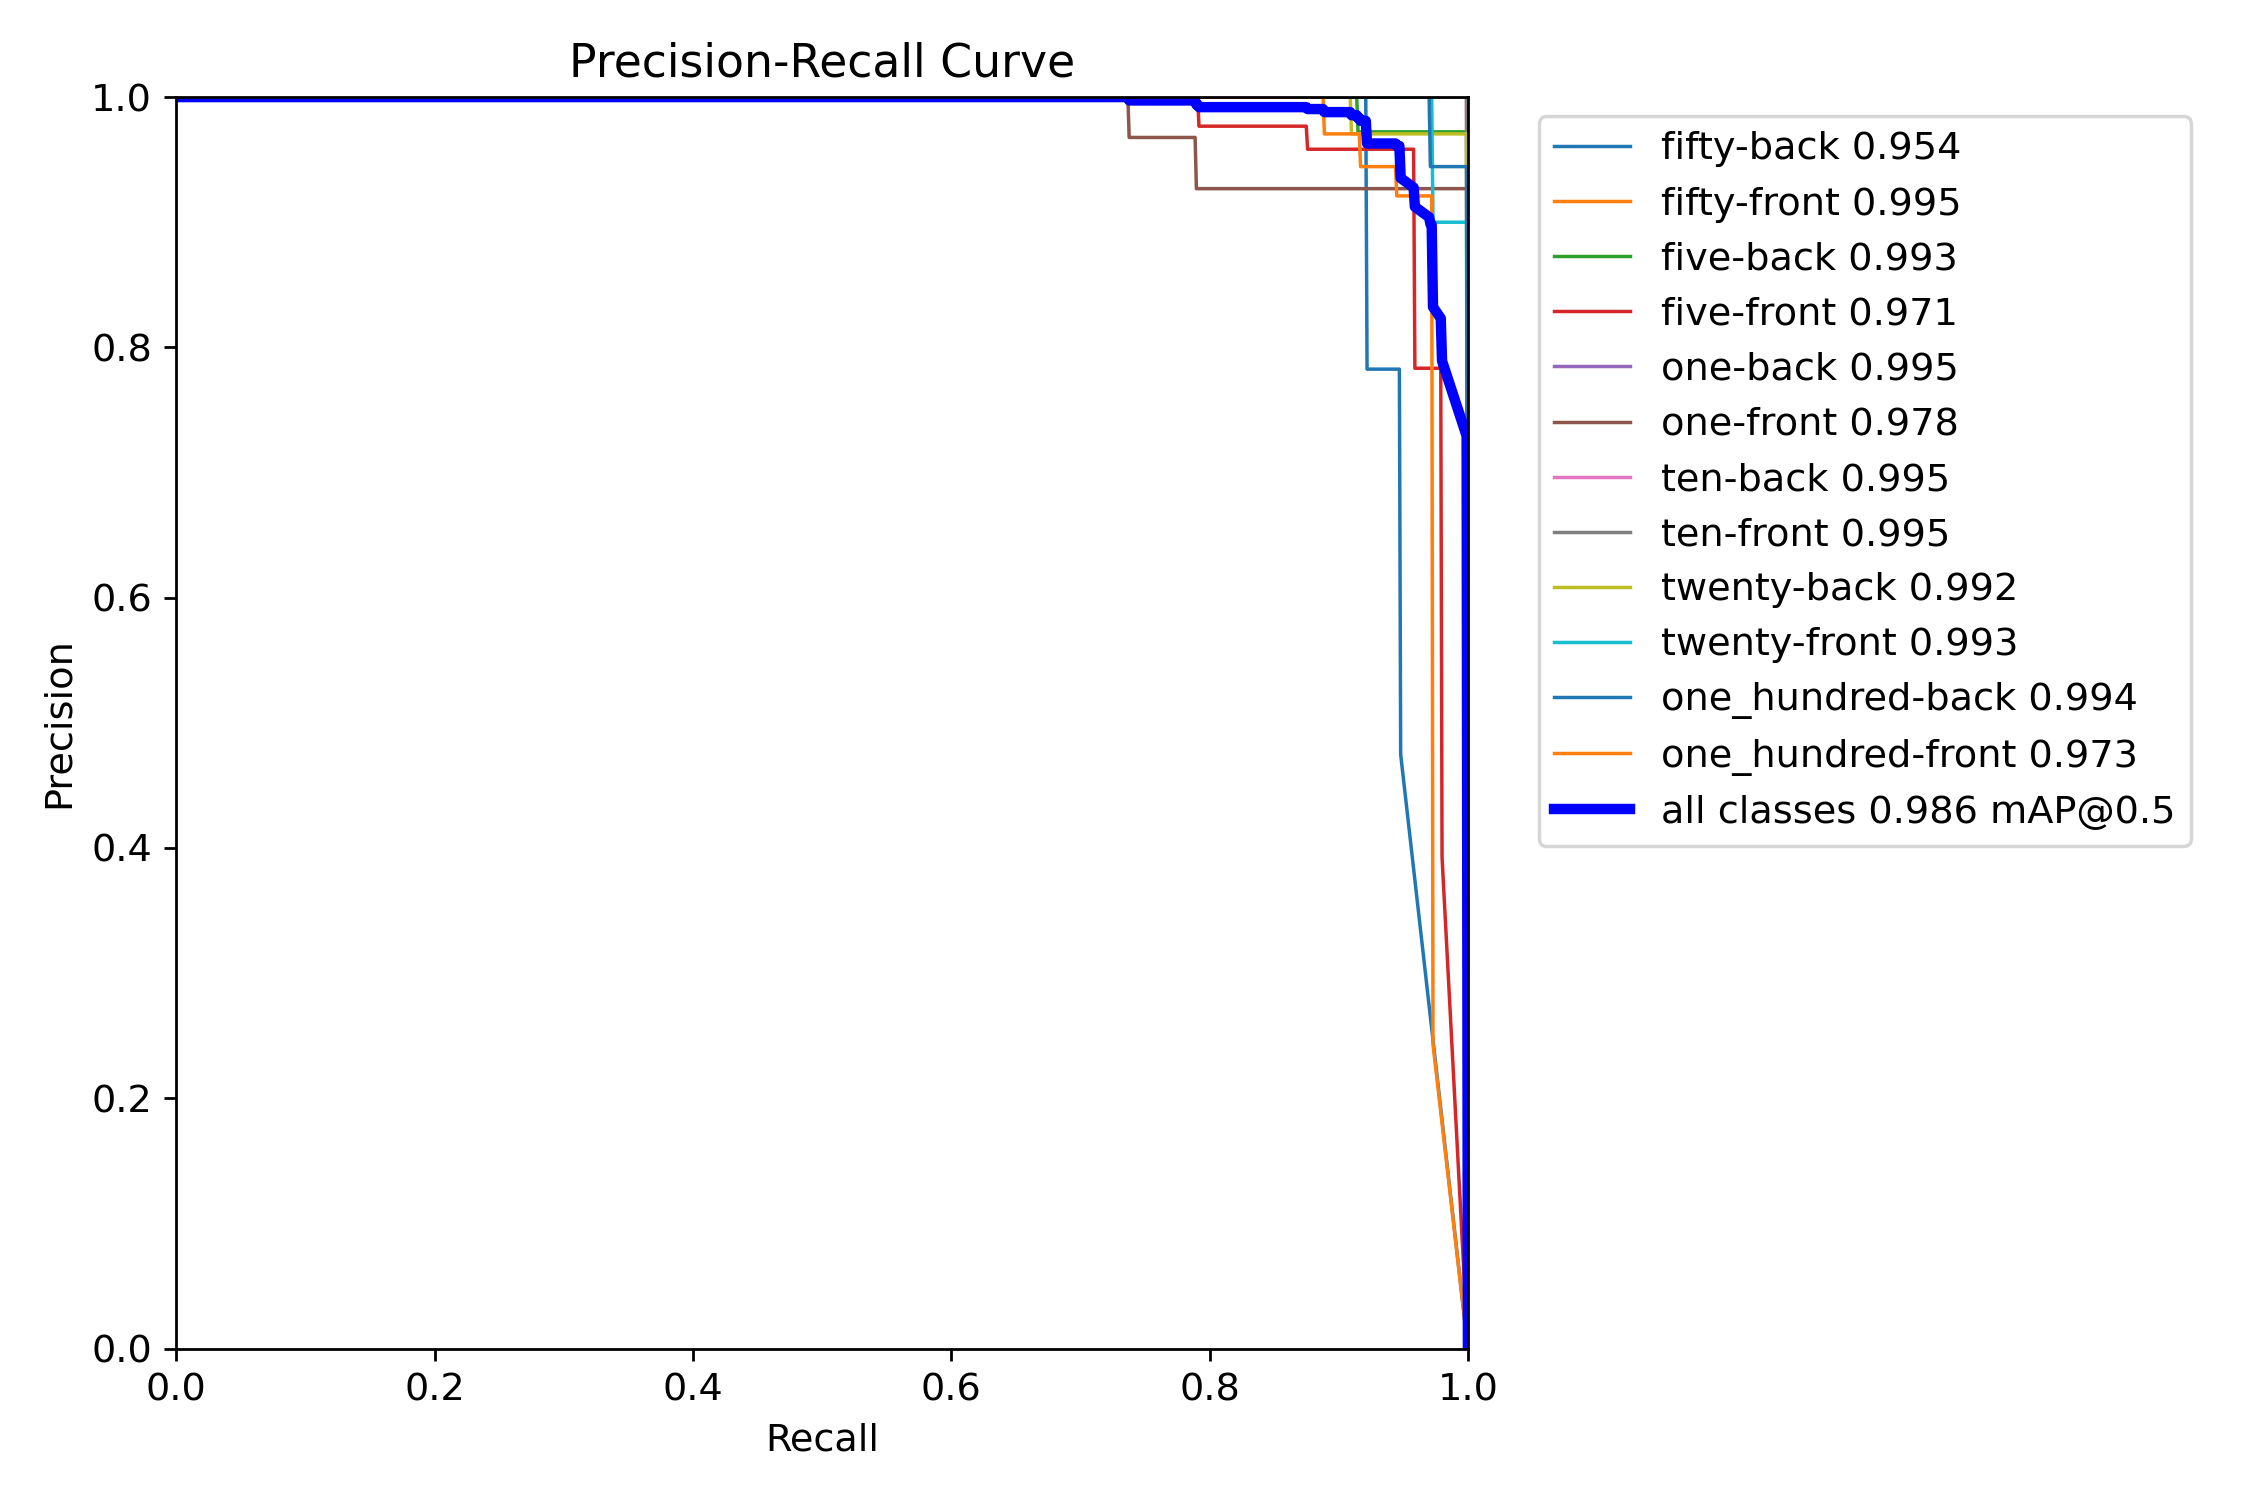 Precision-Recall Curve
1.0
0.8
0.6
0.4
0.2
0.0
Precision
0.0 0.2 0.4 0.6 0.8 1.0
Recall
fifty-back 0.954
fifty-front 0.995
five-back 0.993
five-front 0.971
one-back 0.995
one-front 0.978
ten-back 0.995
ten-front 0.995
twenty-back 0.992
twenty-front 0.993
one_hundred-back 0.994
one_hundred-front 0.973
all classes 0.986 mAP@0.5